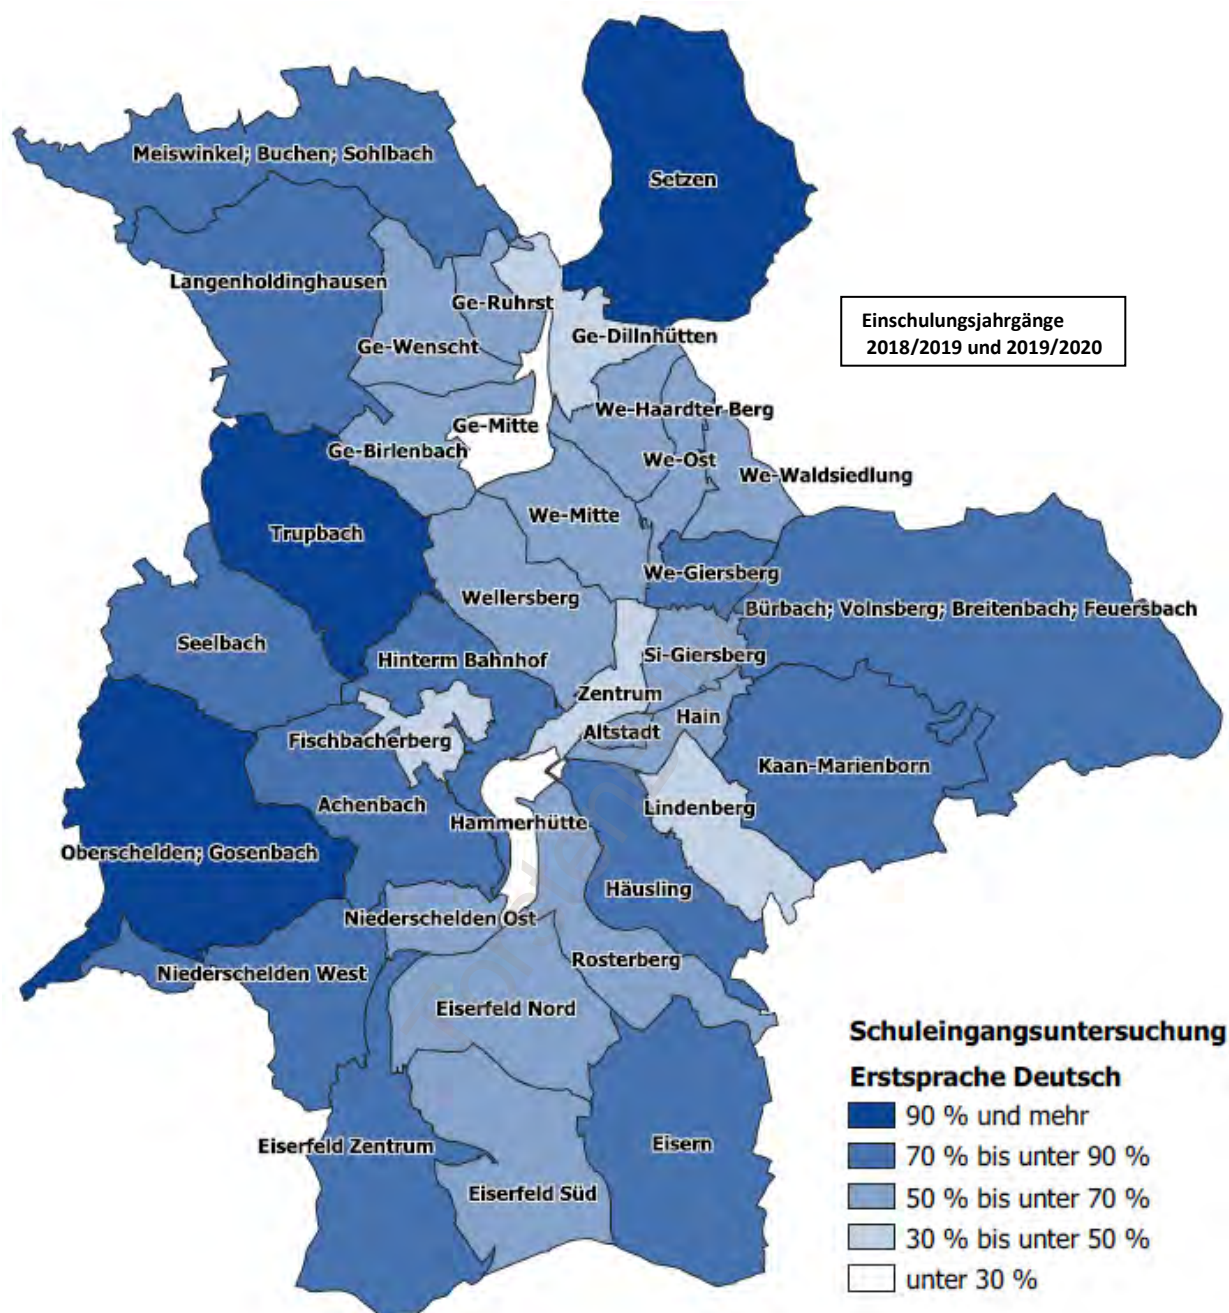 Meiswinkel; Buchen; Sohlbach
Setzen
Langenholdinghausen
Ge-Ruhrst
Einschulungsjahrgänge
2018/2019 und 2019/2020
Ge-Dillnhütten
Ge-Wenscht
We-Haardter-Berg
Ge-Mitte
Ge-Birlenbach
We-Ost
We-Waldsiedlung
We-Mitte
Trupbach
We-Giersberg
Wellersberg
Bürbach; Volnsberg; Breitenbach; Feuersbach
Seelbach
Hinterm Bahnhof
Si-Giersberg
Zentrum
Hain
Altstadt
Fischbacherberg
Kaan-Marienborn
Achenbach
Lindenberg
Hammerhütte
Oberschelden; Gosenbach
Häusling
Niederschelden Ost
Rosterberg
Niederschelden West
Eiserfeld Nord
Schuleingangsuntersuchung
Erstsprache Deutsch
90 % und mehr
70 % bis unter 90 %
50 % bis unter 70 %
30 % bis unter 50 %
unter 30 %
Eiserfeld Zentrum
Eisern
Eiserfeld Süd